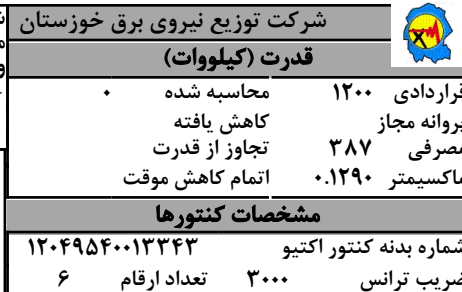 شرکت توزیع نیروی برق خوزستان
قدرت (کیلووات)
قراردادی ۱۲۰۰ محاسبه شده ۰
پروانه مجاز کاهش یافته
مصرفی ۳۸۷ تجاوز از قدرت
ماکسیمتر ۰.۱۲۹۰ اتمام کاهش موقت
مشخصات کنتورها
شماره بدنه کنتور اکتیو ۱۲۰۴۹۵۴۰۰۱۳۳۴۳
ضریب ترانس ۳۰۰۰ تعداد ارقام ۶